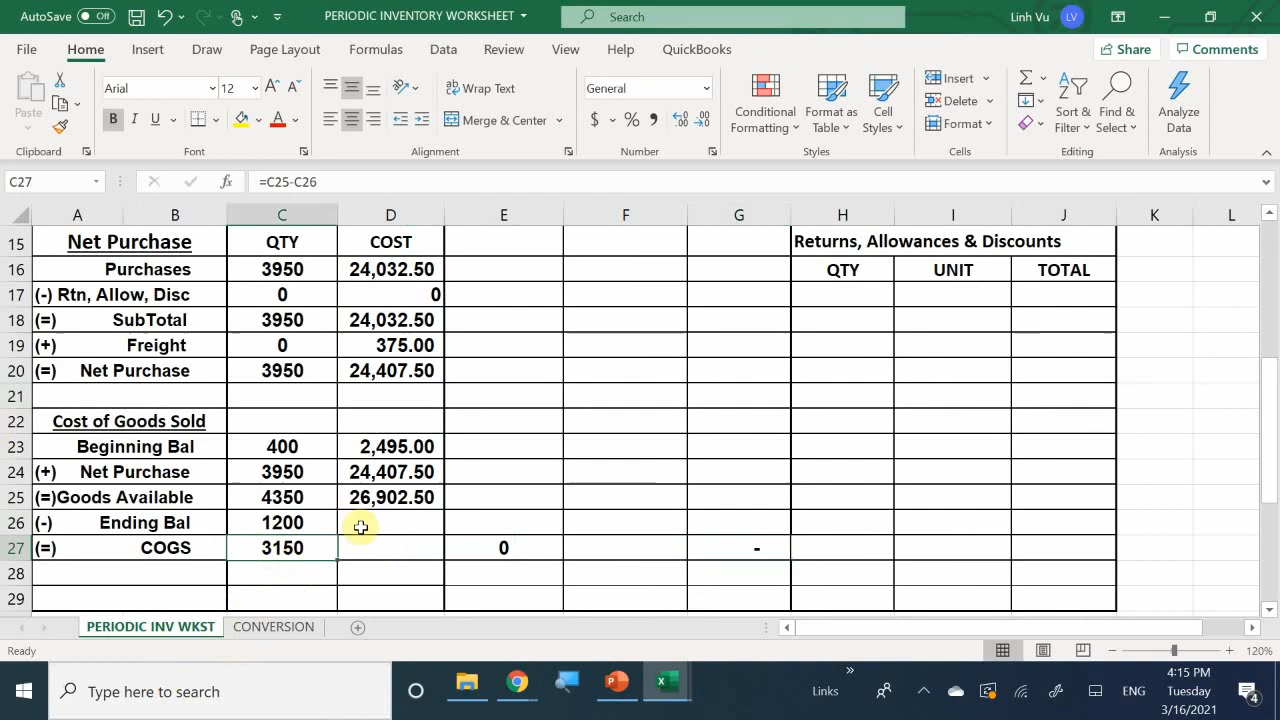 AutoSave Off PERIODIC INVENTORY WORKSHEET Search Linh Vu LV
File Home Insert Draw Page Layout Formulas Data Review View Help QuickBooks Share Comments
Paste Arial 12 Wrap Text General Conditional Formatting Format as Table Cell Styles Insert Sort & Filter Find & Select Analyze Data
B I U Merge & Center $ % Delete
Format
Clipboard Font Alignment Number Styles Cells Editing Analysis
C27 fx =C25-C26
A B C D E F G H I J K L
15 Net Purchase QTY COST Returns, Allowances & Discounts
16 Purchases 3950 24,032.50 QTY UNIT TOTAL
17 (-) Rtn, Allow, Disc 0 0
18 (=) SubTotal 3950 24,032.50
19 (+) Freight 0 375.00
20 (=) Net Purchase 3950 24,407.50
21
22 Cost of Goods Sold
23 Beginning Bal 400 2,495.00
24 (+) Net Purchase 3950 24,407.50
25 (=)Goods Available 4350 26,902.50
26 (-) Ending Bal 1200
27 (=) COGS 3150 0 -
28
29
PERIODIC INV WKST CONVERSION
Ready 120%
Type here to search Links ENG 4:15 PM
Tuesday
3/16/2021 4